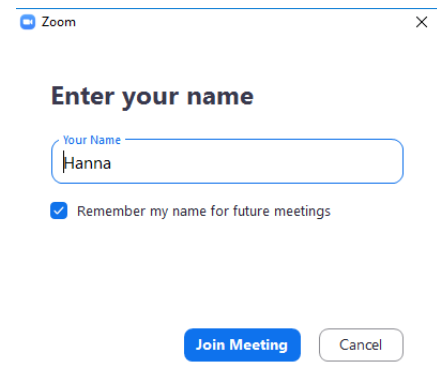 Zoom
Enter your name
Your Name
Hanna
Remember my name for future meetings
Join Meeting Cancel